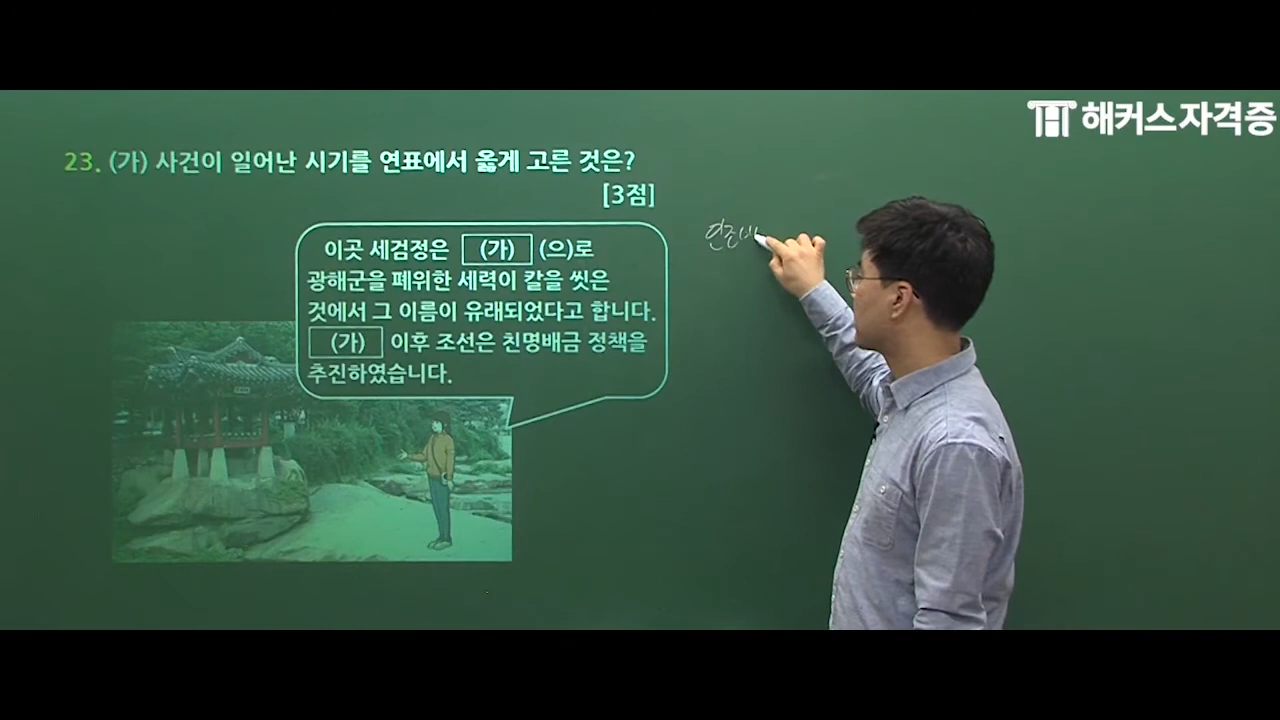 해커스자격증
23. (가) 사건이 일어난 시기를 연표에서 옳게 고른 것은?
[3점]
이곳 세검정은 (가) (으)로
광해군을 폐위한 세력이 칼을 씻은
것에서 그 이름이 유래되었다고 합니다.
(가) 이후 조선은 친명배금 정책을
추진하였습니다.